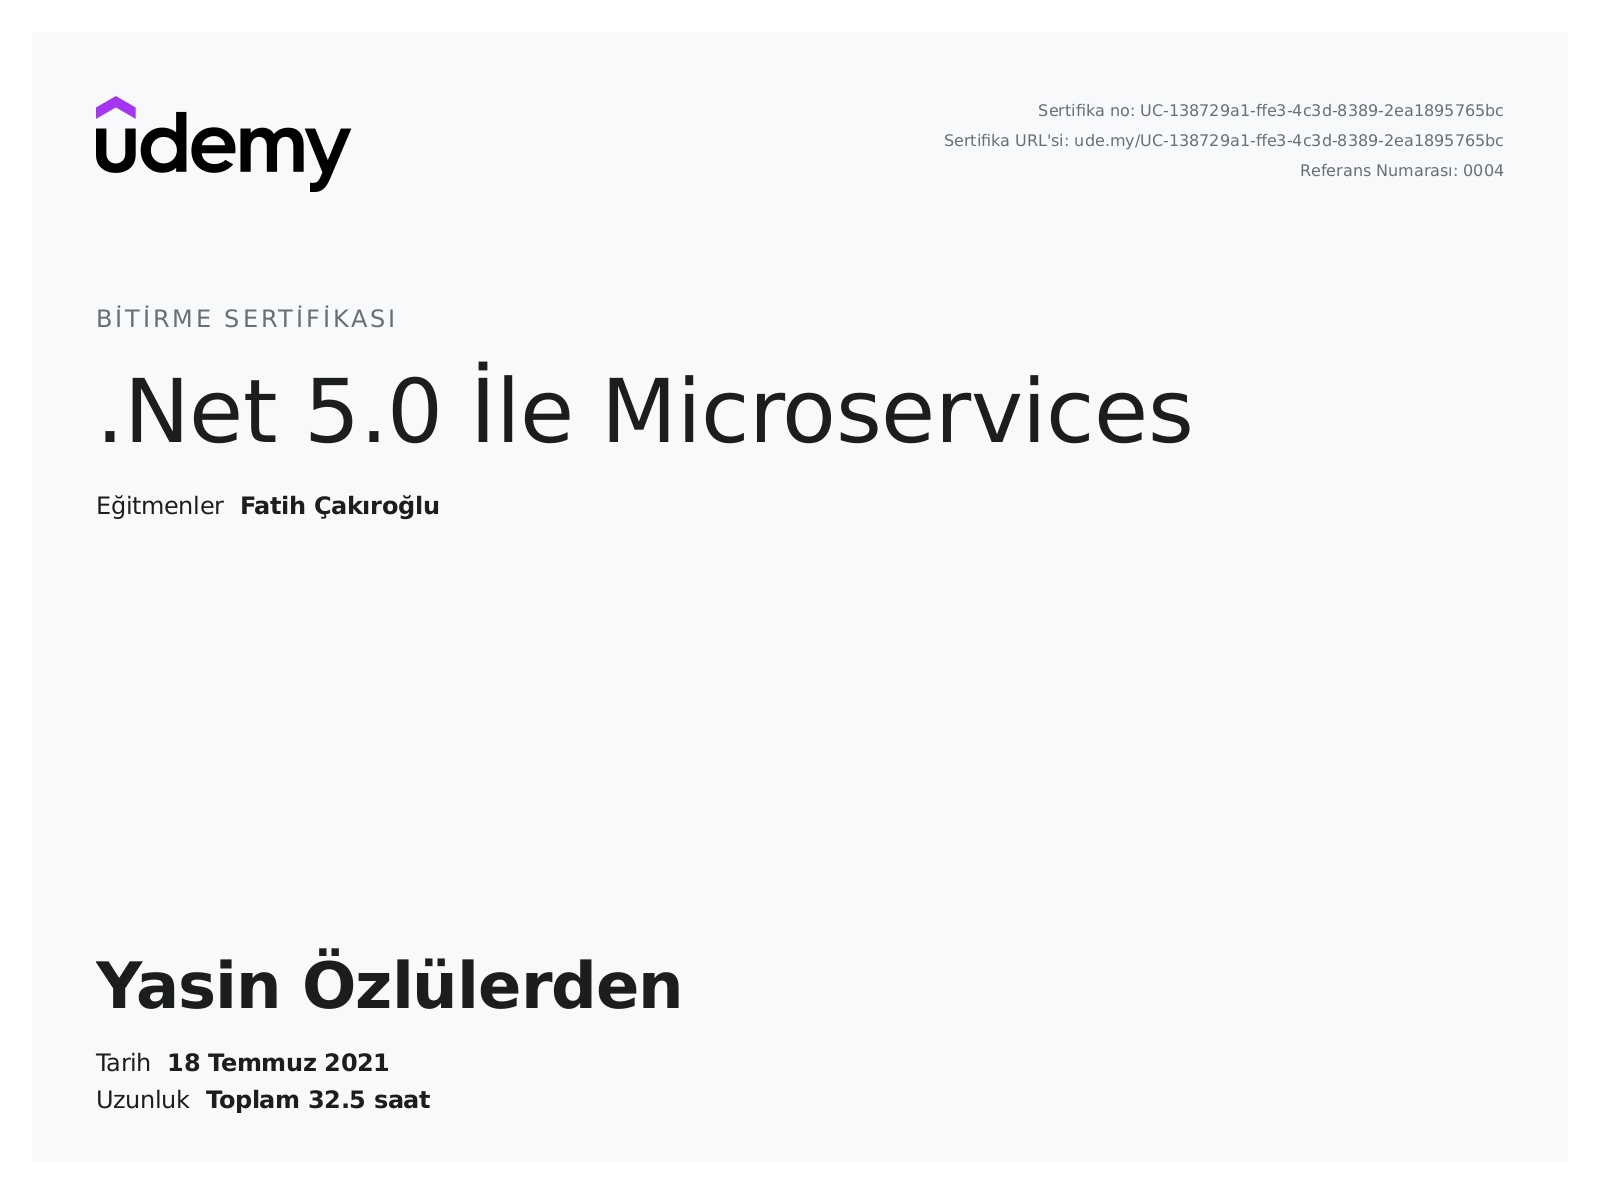 udemy
Sertifika no: UC-138729a1-ffe3-4c3d-8389-2ea1895765bc
Sertifika URL'si: ude.my/UC-138729a1-ffe3-4c3d-8389-2ea1895765bc
Referans Numarası: 0004
BİTİRME SERTİFİKASI
.Net 5.0 İle Microservices
Eğitmenler Fatih Çakıroğlu
Yasin Özlülerden
Tarih 18 Temmuz 2021
Uzunluk Toplam 32.5 saat